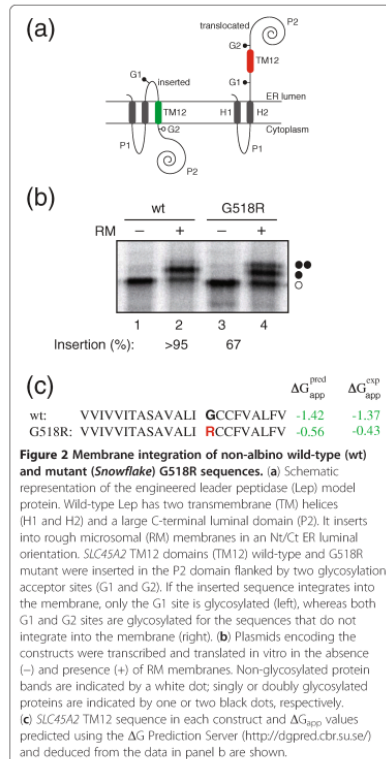 (a)
translocated
P2
G2
TM12
G1
inserted
G1
ER lumen
TM12
H1
H2
G2
Cytoplasm
P1
P2
P1
(b)
wt G518R
RM − + − +
1 2 3 4
Insertion (%): >95 67
(c)
ΔG pred app ΔG exp app
wt: VVIVVITASAVALI GCCFVALFV -1.42 -1.37
G518R: VVIVVITASAVALI RCCFVALFV -0.56 -0.43
Figure 2 Membrane integration of non-albino wild-type (wt)
and mutant (Snowflake) G518R sequences. (a) Schematic
representation of the engineered leader peptidase (Lep) model
protein. Wild-type Lep has two transmembrane (TM) helices
(H1 and H2) and a large C-terminal luminal domain (P2). It inserts
into rough microsomal (RM) membranes in an Nt/Ct ER luminal
orientation. SLC45A2 TM12 domains (TM12) wild-type and G518R
mutant were inserted in the P2 domain flanked by two glycosylation
acceptor sites (G1 and G2). If the inserted sequence integrates into
the membrane, only the G1 site is glycosylated (left), whereas both
G1 and G2 sites are glycosylated for the sequences that do not
integrate into the membrane (right). (b) Plasmids encoding the
constructs were transcribed and translated in vitro in the absence
(−) and presence (+) of RM membranes. Non-glycosylated protein
bands are indicated by a white dot; singly or doubly glycosylated
proteins are indicated by one or two black dots, respectively.
(c) SLC45A2 TM12 sequence in each construct and ΔGapp values
predicted using the ΔG Prediction Server (http://dgpred.cbr.su.se/)
and deduced from the data in panel b are shown.